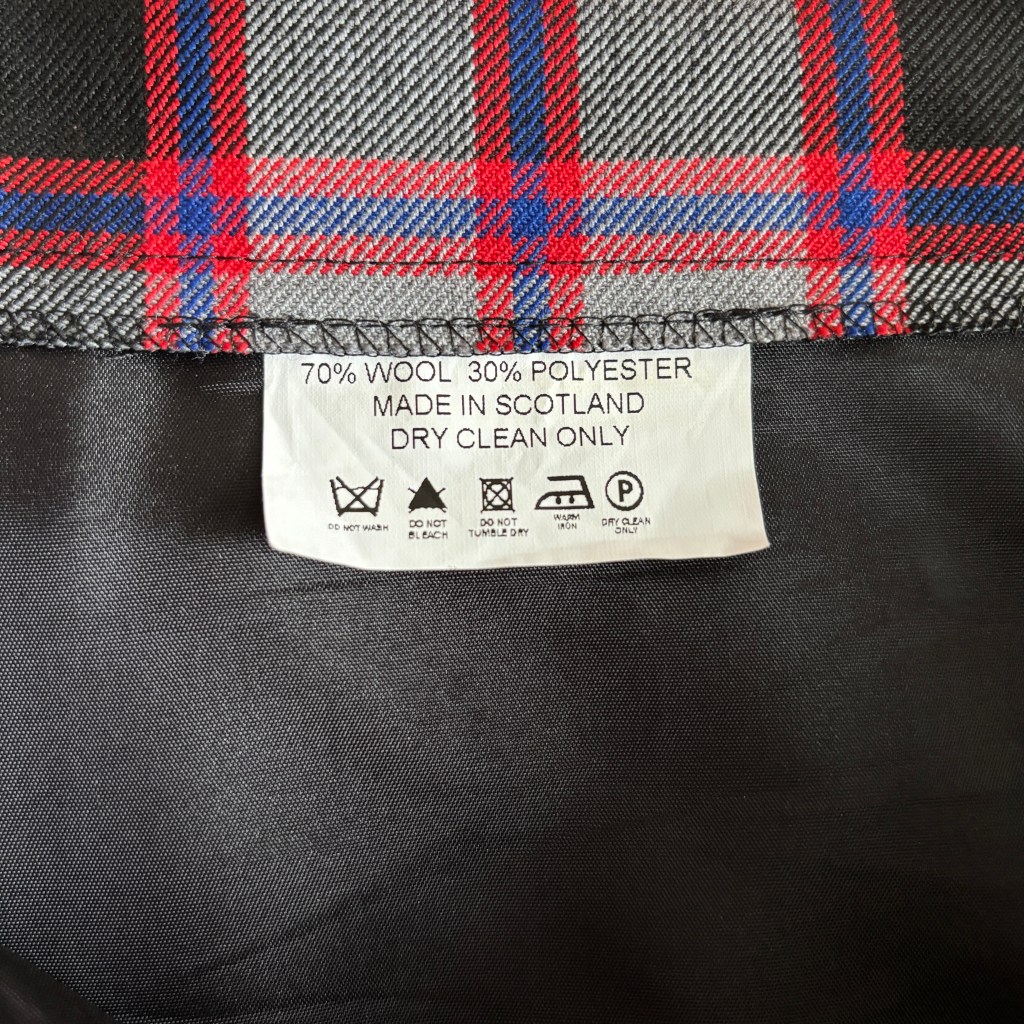 70% WOOL 30% POLYESTER
MADE IN SCOTLAND
DRY CLEAN ONLY
P
DO NOT WASH
DO NOT BLEACH
DO NOT TUMBLE DRY
WARM IRON
DRY CLEAN ONLY